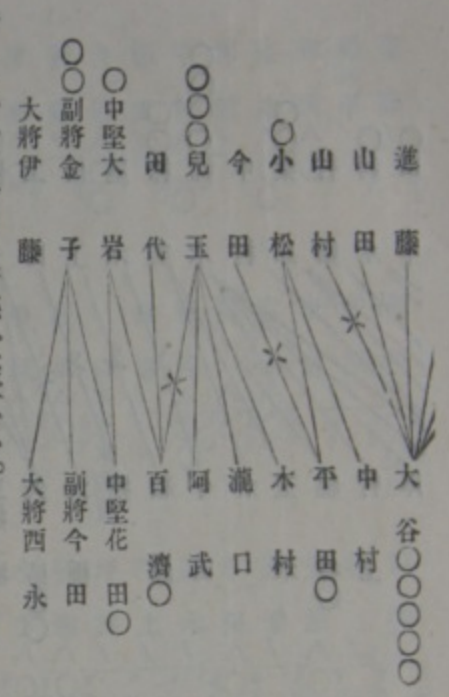 進藤
山田
山村
○小松
今田
○○○兒玉
田代
○中堅大岩
○○副將金子
大將伊藤
大谷○○○○○
中村
平田○
木村
瀧口
阿武
百濟○
中堅花田○
副將今田
大將西永